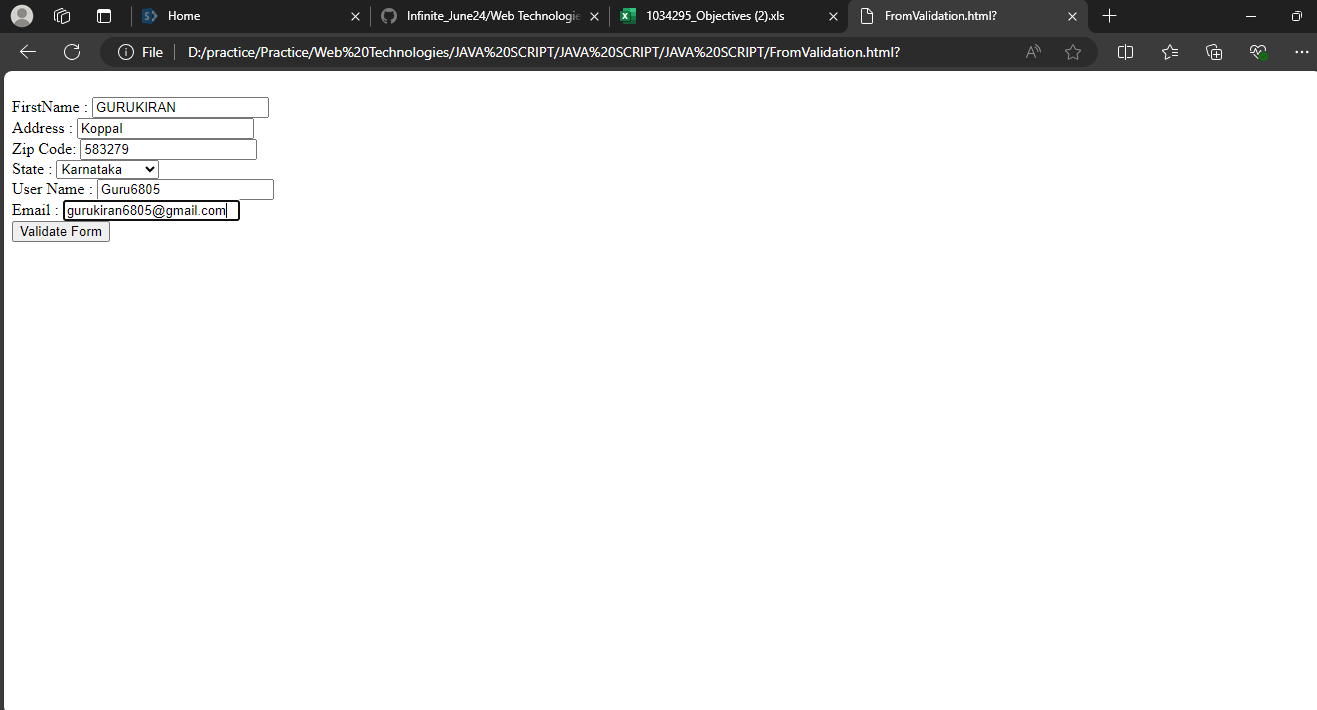 Home
Infinite_June24/Web Technologie
1034295_Objectives (2).xls
FromValidation.html?
File
D:/practice/Practice/Web%20Technologies/JAVA%20SCRIPT/JAVA%20SCRIPT/JAVA%20SCRIPT/FromValidation.html?
FirstName : GURUKIRAN
Address : Koppal
Zip Code: 583279
State : Karnataka
User Name : Guru6805
Email : gurukiran6805@gmail.com
Validate Form